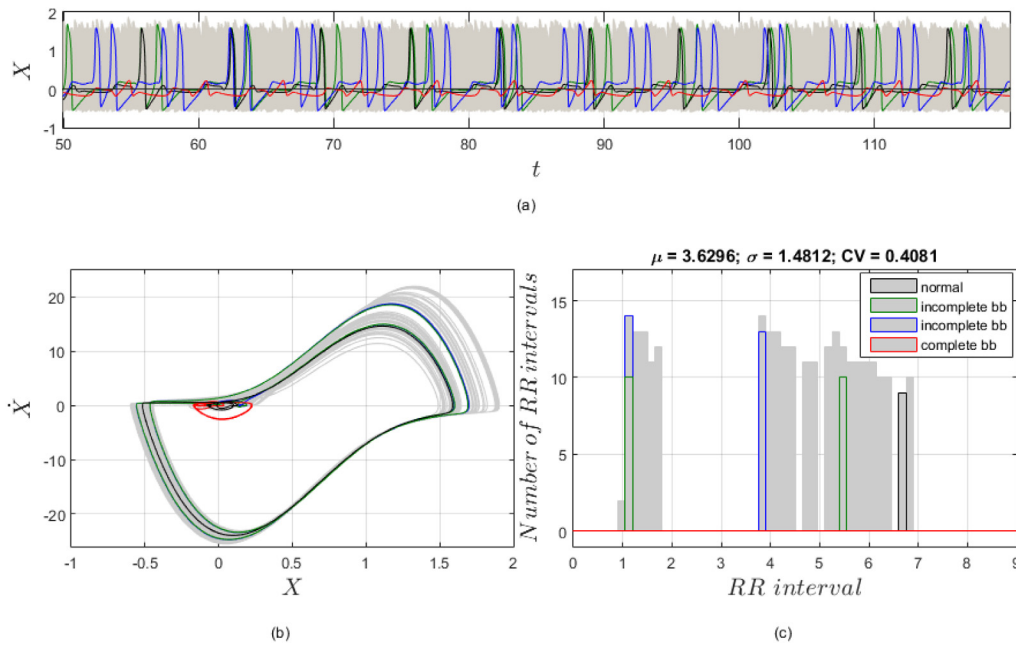 2
1
0
-1
X
50 60 70 80 90 100 110
t
(a)
20
10
0
-10
-20
Ẋ
-1 -0.5 0 0.5 1 1.5 2
X
(b)
μ = 3.6296; σ = 1.4812; CV = 0.4081
normal
incomplete bb
incomplete bb
complete bb
15
10
5
0
Number of RR intervals
0 1 2 3 4 5 6 7 8 9
RR interval
(c)